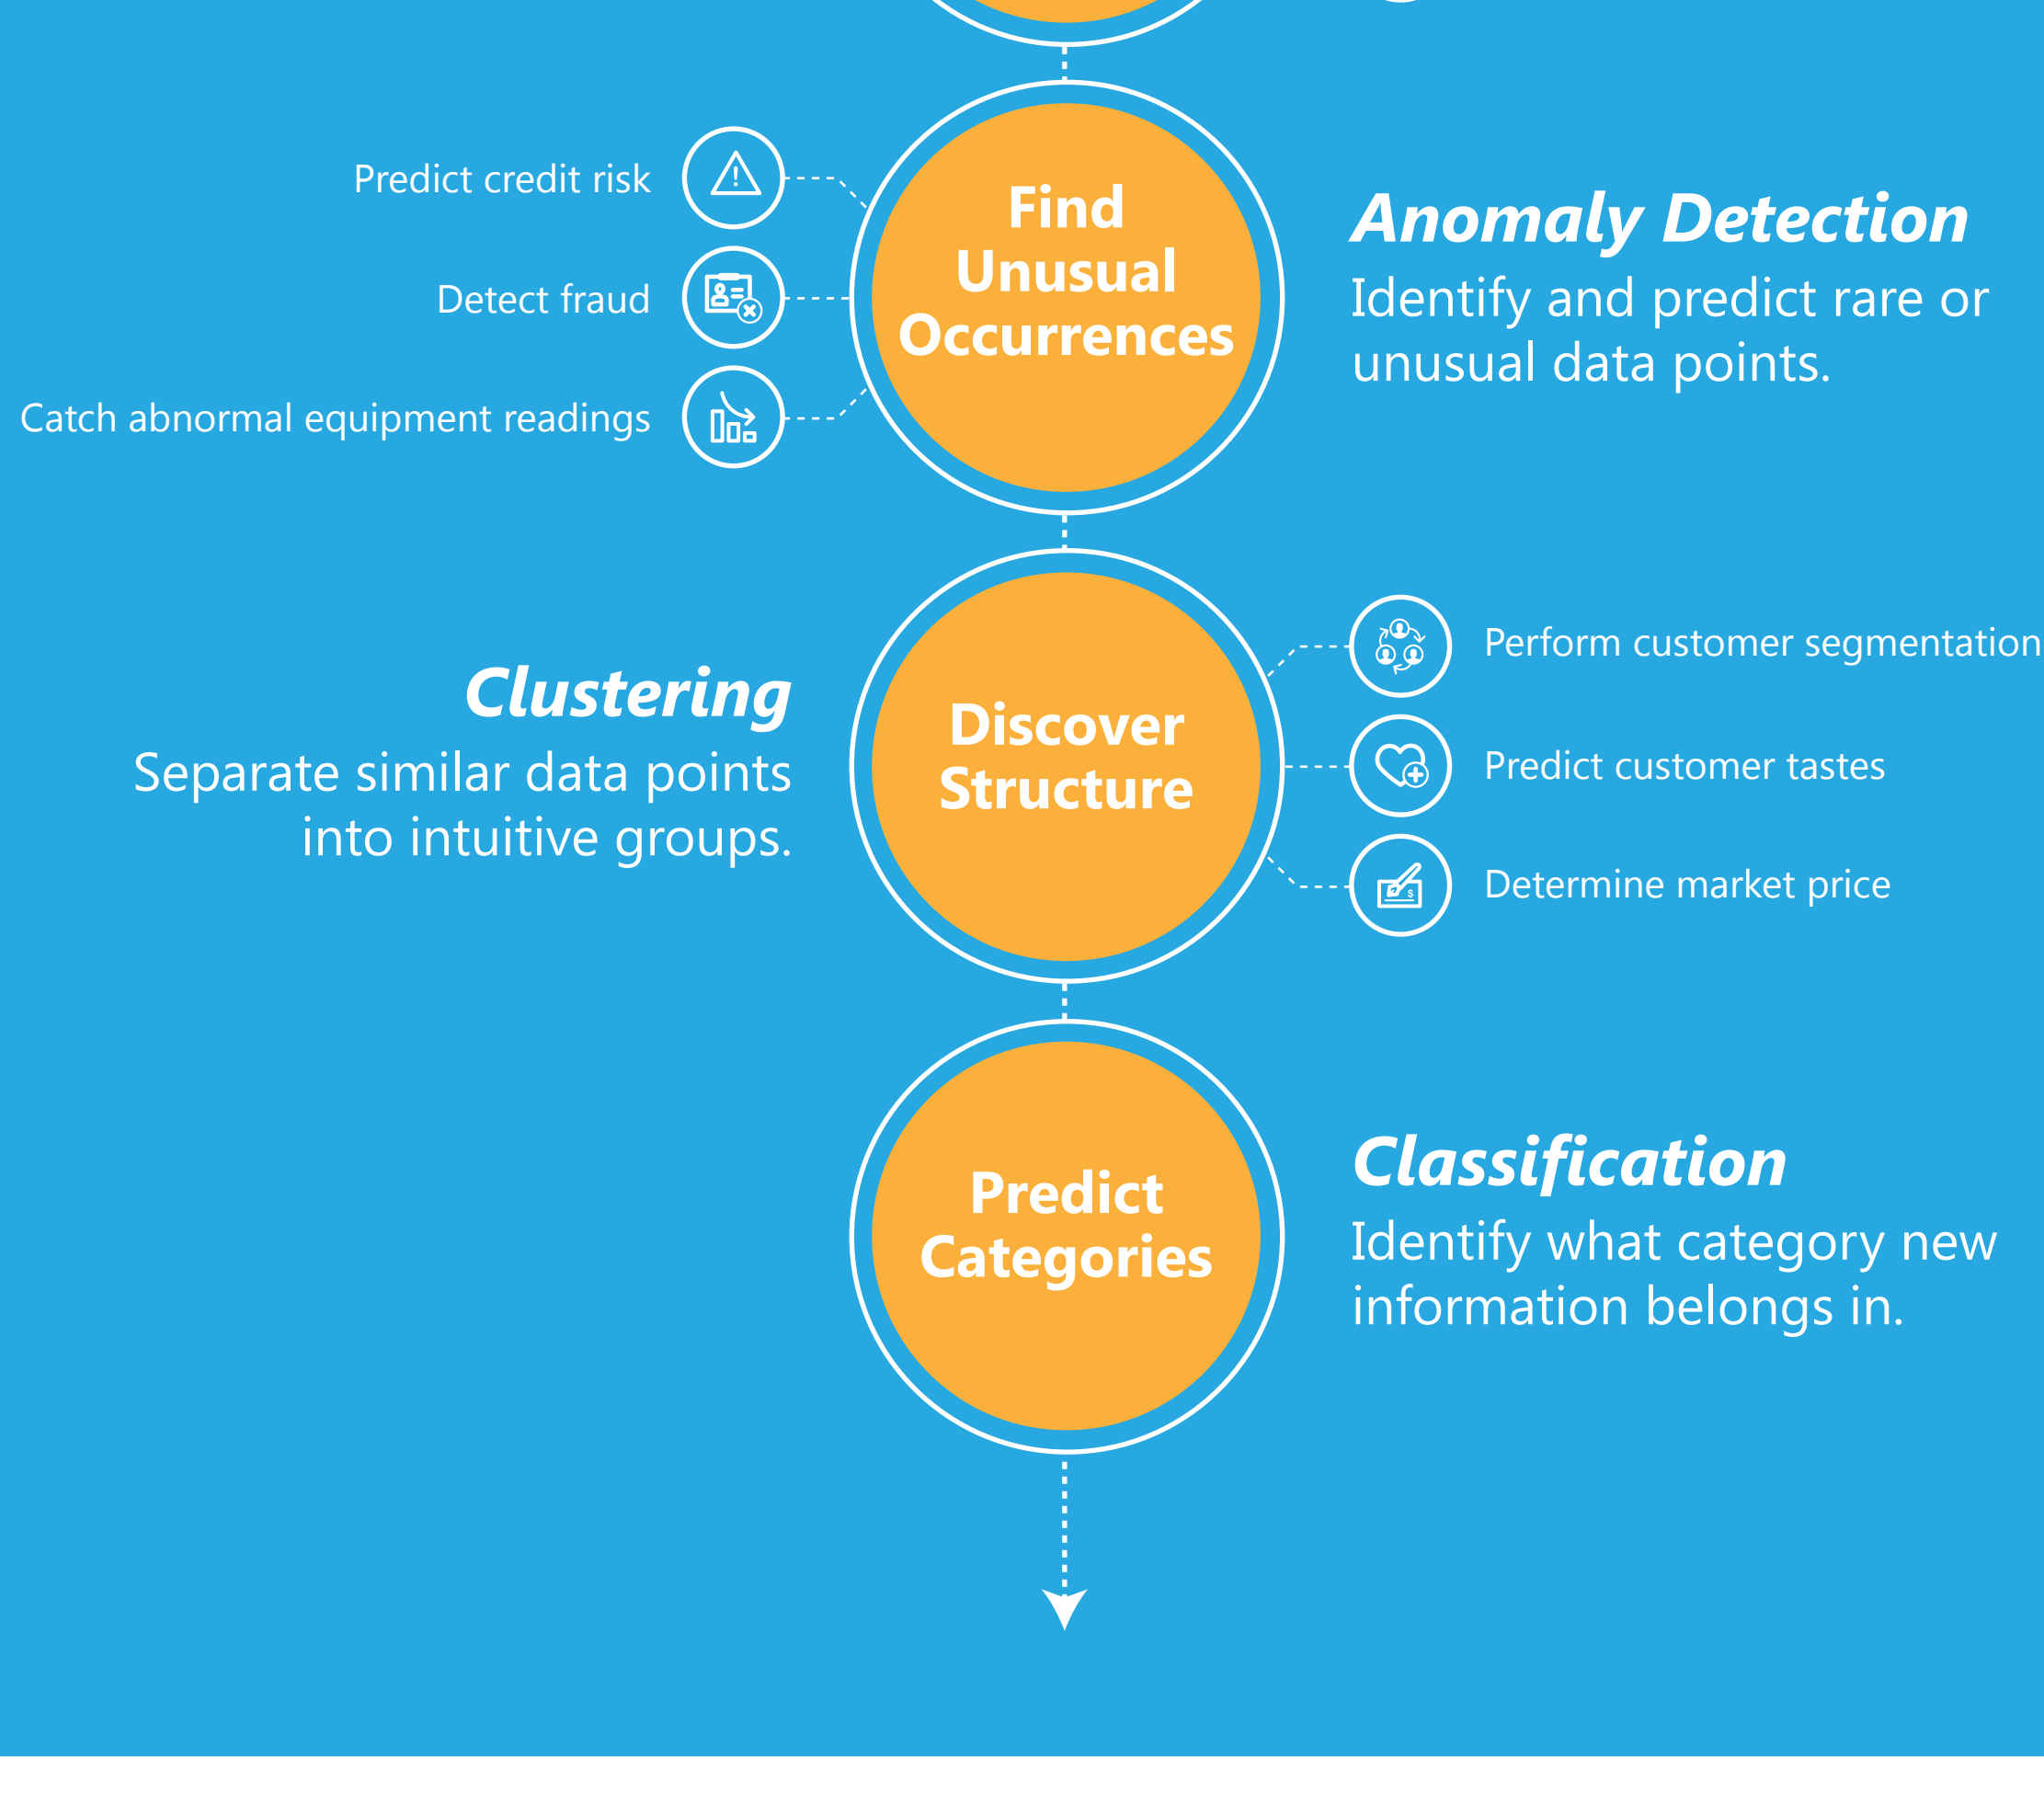 Predict credit risk
Detect fraud
Catch abnormal equipment readings
Find
Unusual
Occurrences
Anomaly Detection
Identify and predict rare or
unusual data points.
Clustering
Separate similar data points
into intuitive groups.
Discover
Structure
Perform customer segmentation
Predict customer tastes
Determine market price
Predict
Categories
Classification
Identify what category new
information belongs in.